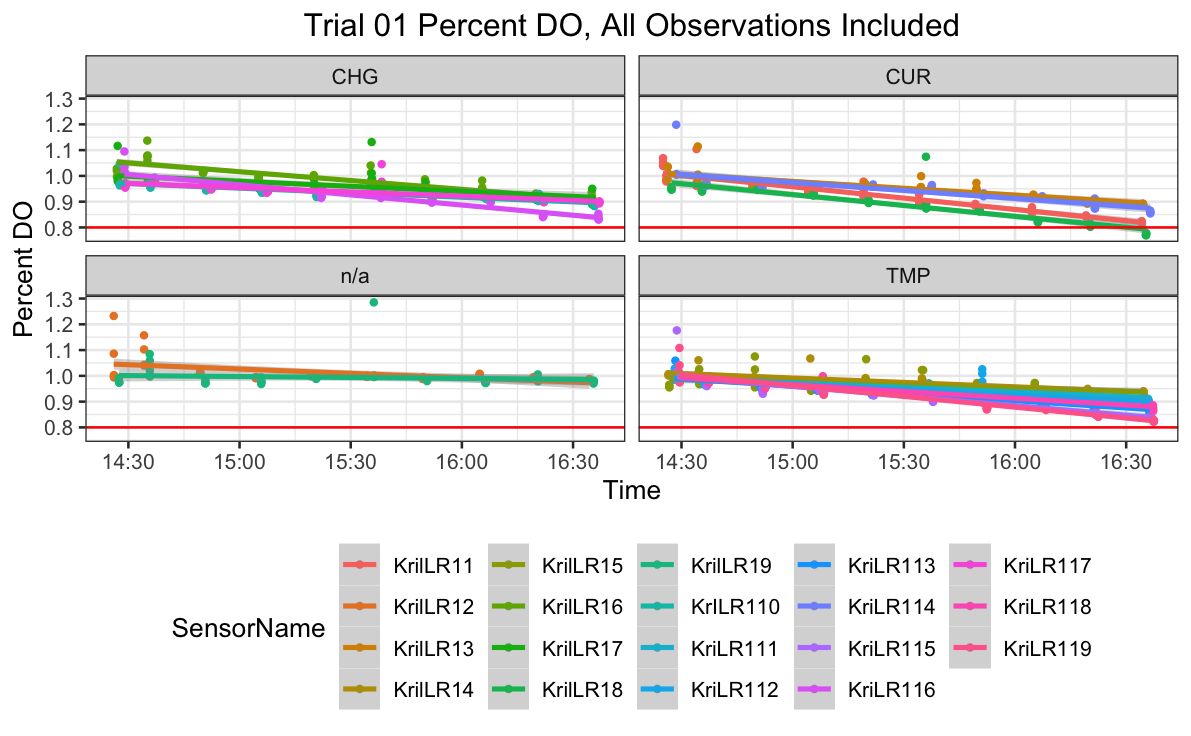 Trial 01 Percent DO, All Observations Included
CHG
CUR
1.3
1.2
1.1
1.0
0.9
0.8
n/a
TMP
1.3
1.2
1.1
1.0
0.9
0.8
Percent DO
14:30 15:00 15:30 16:00 16:30
14:30 15:00 15:30 16:00 16:30
Time
SensorName
KrilLR11 KrilLR15 KrilLR19 KriLR113 KriLR117
KrilLR12 KrilLR16 KrILR110 KriLR114 KriLR118
KrilLR13 KrilLR17 KriLR111 KriLR115 KriLR119
KrilLR14 KrilLR18 KriLR112 KriLR116